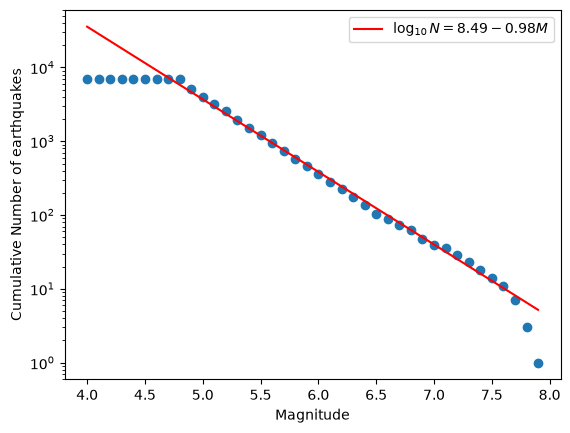 log₁₀ N = 8.49 − 0.98M
Cumulative Number of earthquakes
10⁴
10³
10²
10¹
10⁰
4.0 4.5 5.0 5.5 6.0 6.5 7.0 7.5 8.0
Magnitude